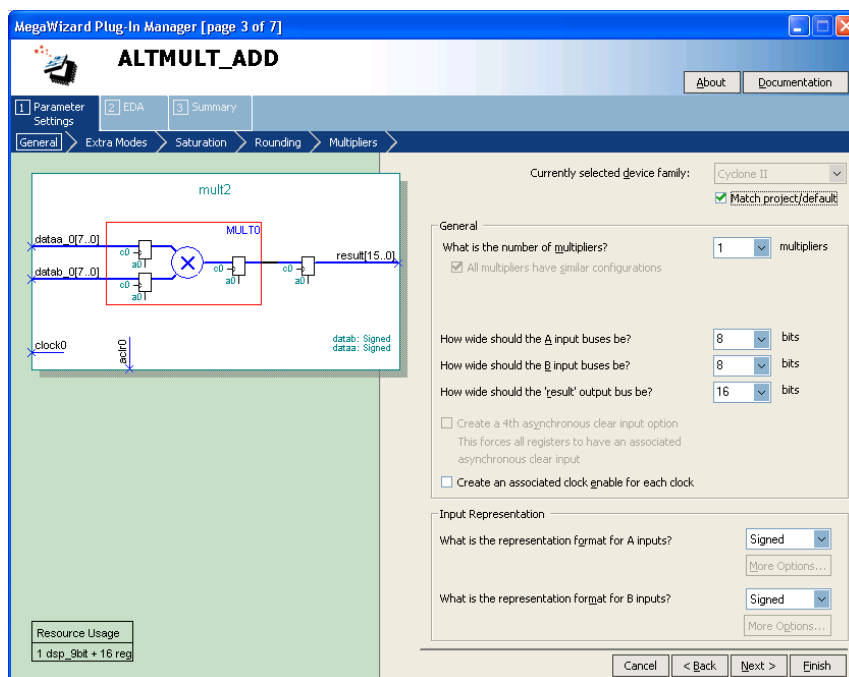 MegaWizard Plug-In Manager [page 3 of 7]
ALTMULT_ADD
About
Documentation
1 Parameter Settings
2 EDA
3 Summary
General
Extra Modes
Saturation
Rounding
Multipliers
mult2
MULT0
dataa_0[7..0]
c0
a0
datab_0[7..0]
c0
a0
c0
a0
c0
a0
result[15..0]
clock0
aclr0
datab: Signed
dataa: Signed
Resource Usage
1 dsp_9bit + 16 reg
Currently selected device family:
Cyclone II
Match project/default
General
What is the number of multipliers?
1
multipliers
All multipliers have similar configurations
How wide should the A input buses be?
8
bits
How wide should the B input buses be?
8
bits
How wide should the 'result' output bus be?
16
bits
Create a 4th asynchronous clear input option
This forces all registers to have an associated
asynchronous clear input
Create an associated clock enable for each clock
Input Representation
What is the representation format for A inputs?
Signed
More Options...
What is the representation format for B inputs?
Signed
More Options...
Cancel
< Back
Next >
Finish